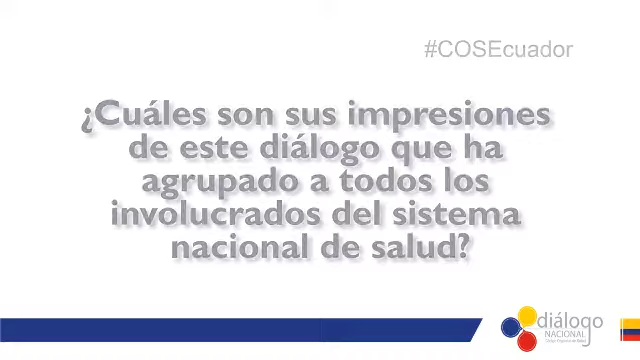 #COSEcuador
¿Cuáles son sus impresiones
de este diálogo que ha
agrupado a todos los
involucrados del sistema
nacional de salud?
diálogo
NACIONAL